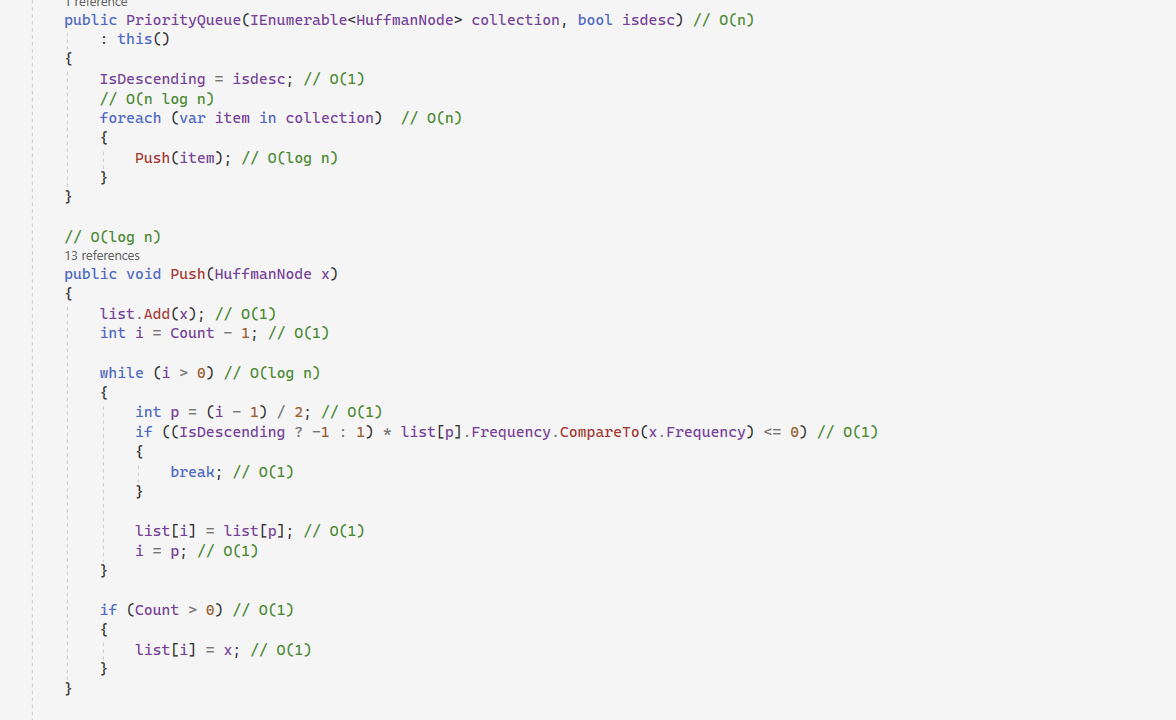 1 reference
public PriorityQueue(IEnumerable<HuffmanNode> collection, bool isdesc) // O(n)
    : this()
{
    IsDescending = isdesc; // O(1)
    // O(n log n)
    foreach (var item in collection)  // O(n)
    {
        Push(item); // O(log n)
    }
}

// O(log n)
13 references
public void Push(HuffmanNode x)
{
    list.Add(x); // O(1)
    int i = Count - 1; // O(1)

    while (i > 0) // O(log n)
    {
        int p = (i - 1) / 2; // O(1)
        if ((IsDescending ? -1 : 1) * list[p].Frequency.CompareTo(x.Frequency) <= 0) // O(1)
        {
            break; // O(1)
        }

        list[i] = list[p]; // O(1)
        i = p; // O(1)
    }

    if (Count > 0) // O(1)
    {
        list[i] = x; // O(1)
    }
}